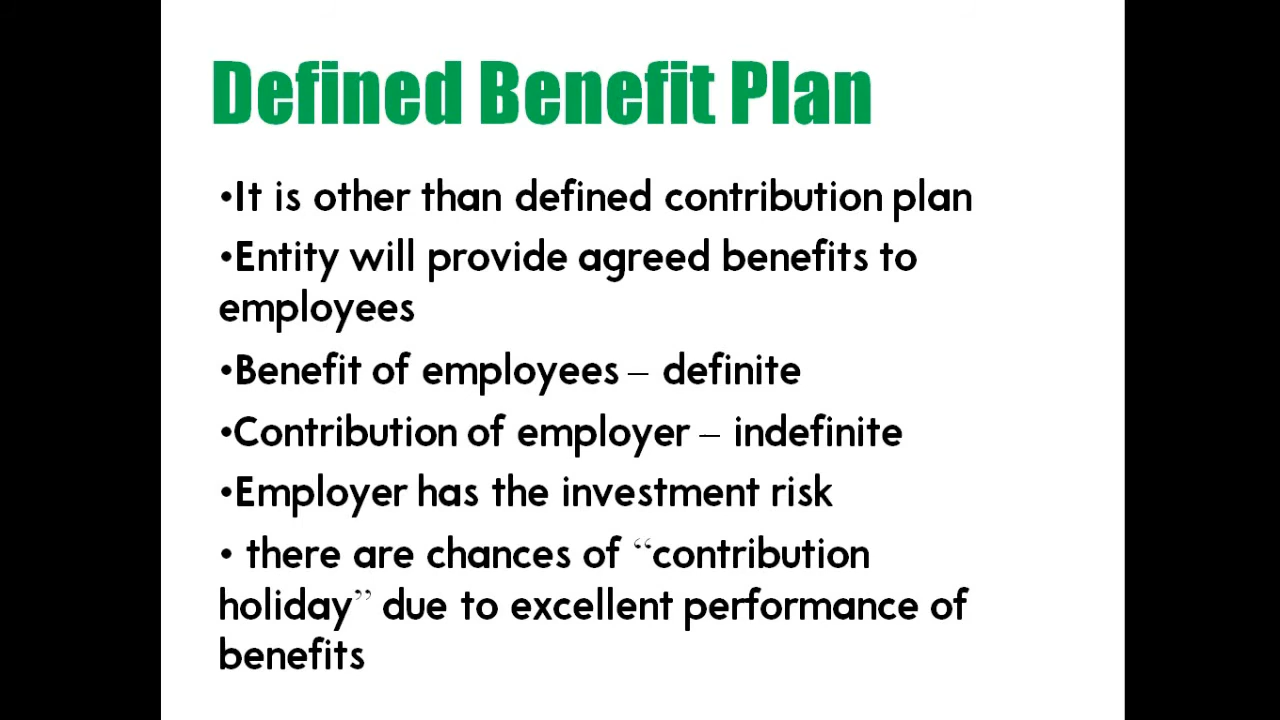 Defined Benefit Plan
•It is other than defined contribution plan
•Entity will provide agreed benefits to
employees
•Benefit of employees – definite
•Contribution of employer – indefinite
•Employer has the investment risk
• there are chances of “contribution
holiday” due to excellent performance of
benefits